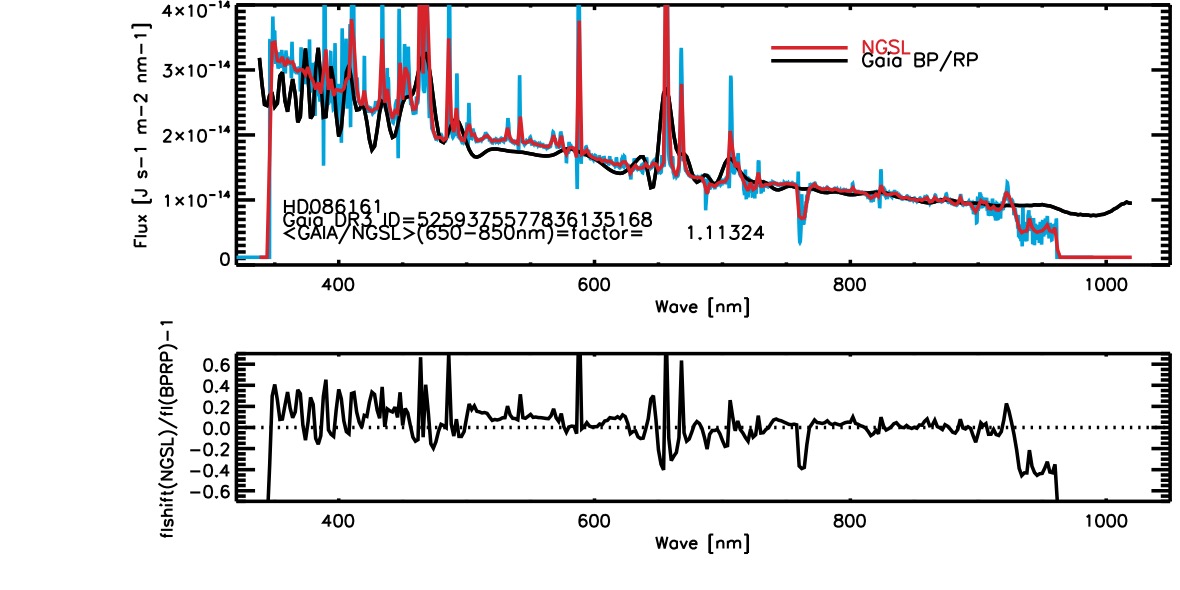 4×10−14
3×10−14
2×10−14
1×10−14
0
Flux [J s−1 m−2 nm−1]
NGSL
Gaia BP/RP
HD086161
Gaia DR3 ID=5259375577836135168
<GAIA/NGSL>(650−850nm)=factor= 1.11324
400 600 800 1000
Wave [nm]
flshift(NGSL)/fl(BPRP)−1
0.6
0.4
0.2
0.0
−0.2
−0.4
−0.6
400 600 800 1000
Wave [nm]